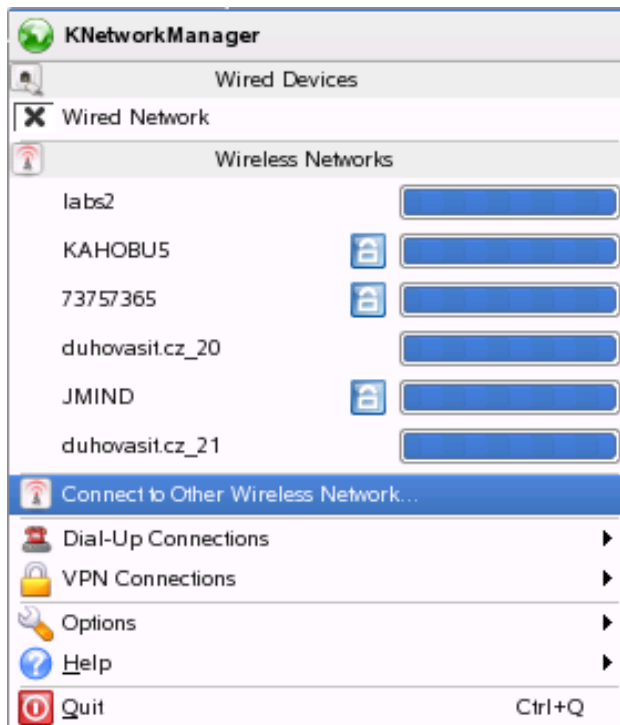 KNetworkManager
Wired Devices
Wired Network
Wireless Networks
labs2
KAHOBU5
73757365
duhovasit.cz_20
JMIND
duhovasit.cz_21
Connect to Other Wireless Network...
Dial-Up Connections
VPN Connections
Options
Help
Quit Ctrl+Q